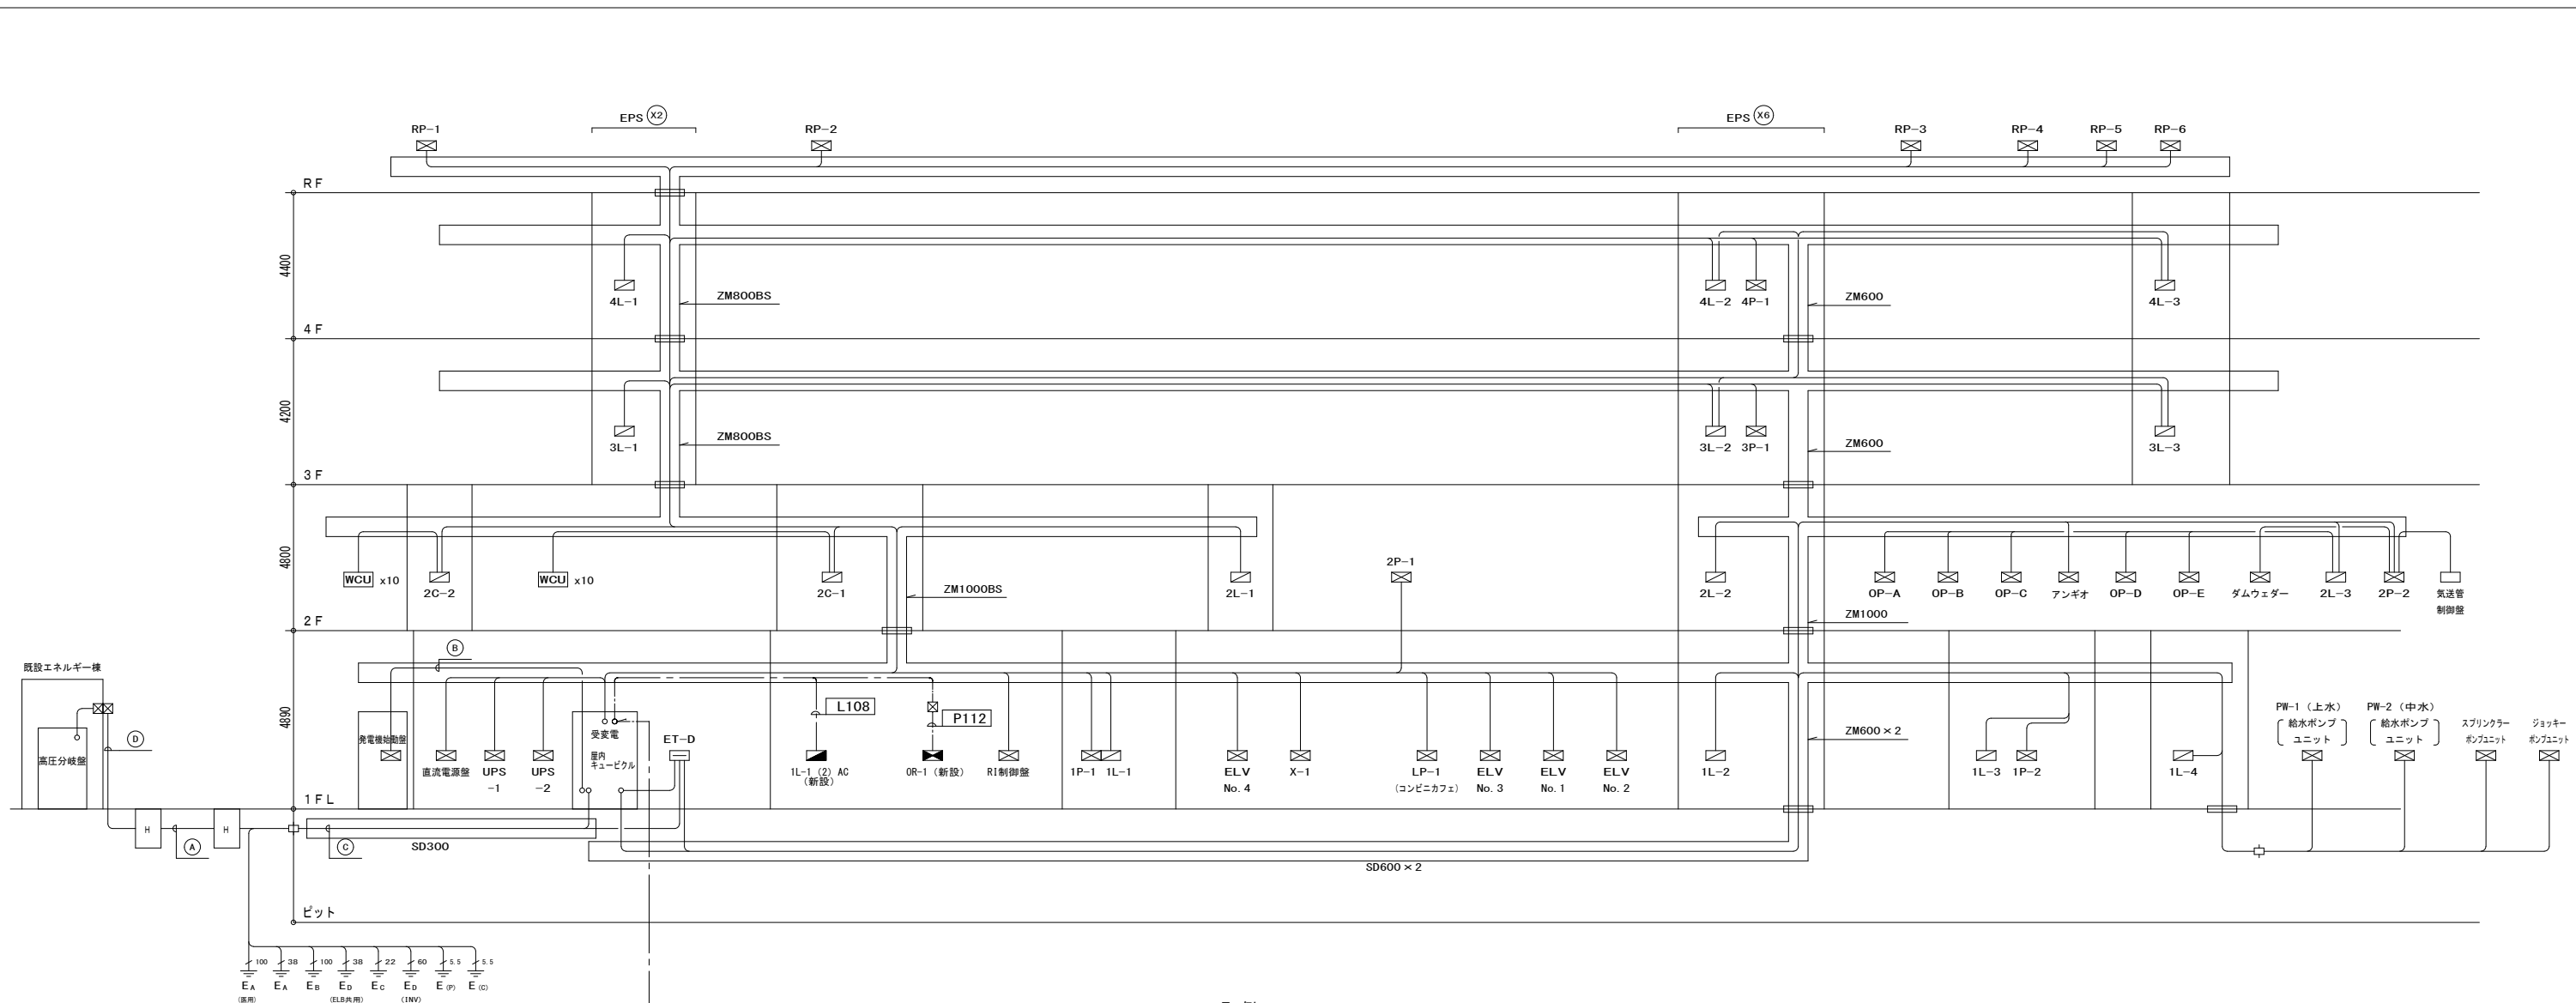 EPS X2
EPS X6
RP-1
RP-2
RP-3
RP-4
RP-5
RP-6
RF
4400
4L-1
ZM800BS
4L-2
4P-1
ZM600
4L-3
4F
4200
3L-1
ZM800BS
3L-2
3P-1
ZM600
3L-3
3F
4800
WCU x10
2C-2
WCU x10
2C-1
ZM1000BS
2L-1
2P-1
2L-2
OP-A
OP-B
OP-C
アンギオ
OP-D
OP-E
ダムウェダー
2L-3
2P-2
気送管
制御盤
ZM1000
2F
B
既設エネルギー棟
4890
高圧分岐盤
D
発電機始動盤
直流電源盤
UPS
-1
UPS
-2
受変電
屋内
キュービクル
ET-D
L108
1L-1(2)AC
(新設)
P112
OR-1(新設)
RI制御盤
1P-1
1L-1
ELV
No.4
X-1
LP-1
(コンビニカフェ)
ELV
No.3
ELV
No.1
ELV
No.2
1L-2
ZM600×2
1L-3
1P-2
1L-4
PW-1(上水)
給水ポンプ
ユニット
PW-2(中水)
給水ポンプ
ユニット
スプリンクラー
ポンプユニット
ジョッキー
ポンプユニット
1FL
H
H
A
C
SD300
SD600×2
ピット
100
38
100
38
22
60
5.5
5.5
EA
(医用)
EA
EB
ED
(ELB共用)
EC
ED
(INV)
E(P)
E(C)